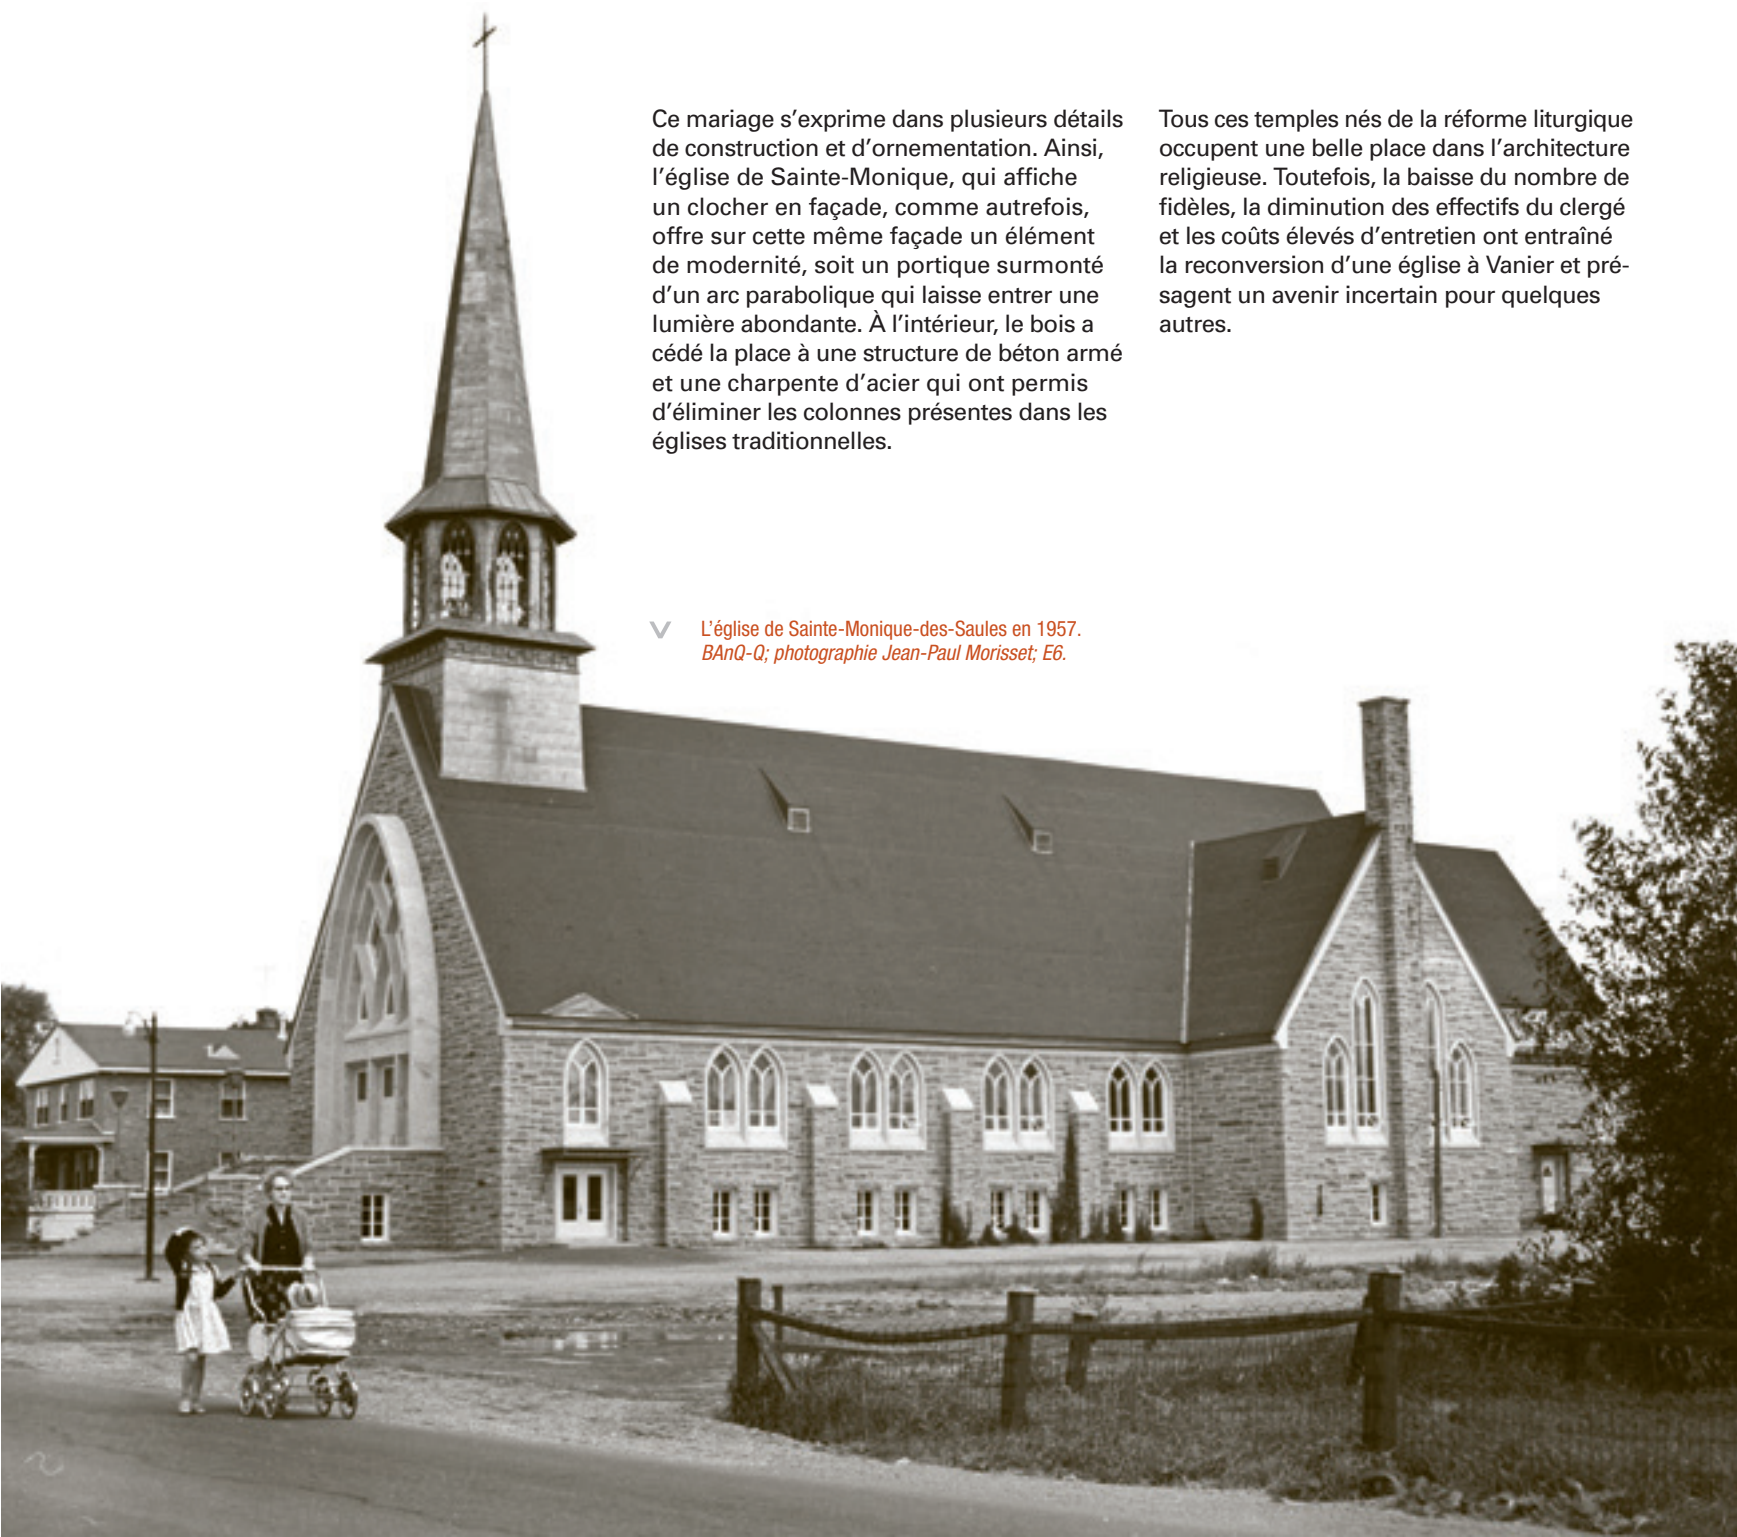 Ce mariage s’exprime dans plusieurs détails
de construction et d’ornementation. Ainsi,
l’église de Sainte-Monique, qui affiche
un clocher en façade, comme autrefois,
offre sur cette même façade un élément
de modernité, soit un portique surmonté
d’un arc parabolique qui laisse entrer une
lumière abondante. À l’intérieur, le bois a
cédé la place à une structure de béton armé
et une charpente d’acier qui ont permis
d’éliminer les colonnes présentes dans les
églises traditionnelles.
Tous ces temples nés de la réforme liturgique
occupent une belle place dans l’architecture
religieuse. Toutefois, la baisse du nombre de
fidèles, la diminution des effectifs du clergé
et les coûts élevés d’entretien ont entraîné
la reconversion d’une église à Vanier et pré-
sagent un avenir incertain pour quelques
autres.
L’église de Sainte-Monique-des-Saules en 1957.
BAnQ-Q; photographie Jean-Paul Morisset; E6.